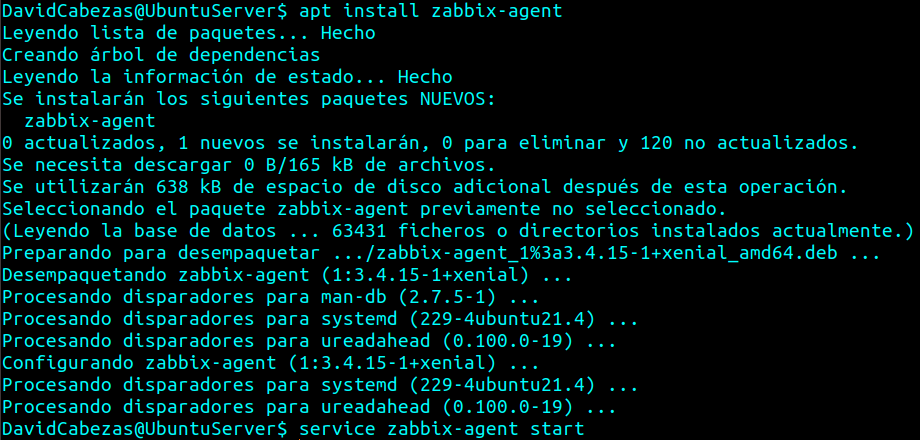 DavidCabezas@UbuntuServer$ apt install zabbix-agent
Leyendo lista de paquetes... Hecho
Creando árbol de dependencias
Leyendo la información de estado... Hecho
Se instalarán los siguientes paquetes NUEVOS:
  zabbix-agent
0 actualizados, 1 nuevos se instalarán, 0 para eliminar y 120 no actualizados.
Se necesita descargar 0 B/165 kB de archivos.
Se utilizarán 638 kB de espacio de disco adicional después de esta operación.
Seleccionando el paquete zabbix-agent previamente no seleccionado.
(Leyendo la base de datos ... 63431 ficheros o directorios instalados actualmente.)
Preparando para desempaquetar .../zabbix-agent_1%3a3.4.15-1+xenial_amd64.deb ...
Desempaquetando zabbix-agent (1:3.4.15-1+xenial) ...
Procesando disparadores para man-db (2.7.5-1) ...
Procesando disparadores para systemd (229-4ubuntu21.4) ...
Procesando disparadores para ureadahead (0.100.0-19) ...
Configurando zabbix-agent (1:3.4.15-1+xenial) ...
Procesando disparadores para systemd (229-4ubuntu21.4) ...
Procesando disparadores para ureadahead (0.100.0-19) ...
DavidCabezas@UbuntuServer$ service zabbix-agent start